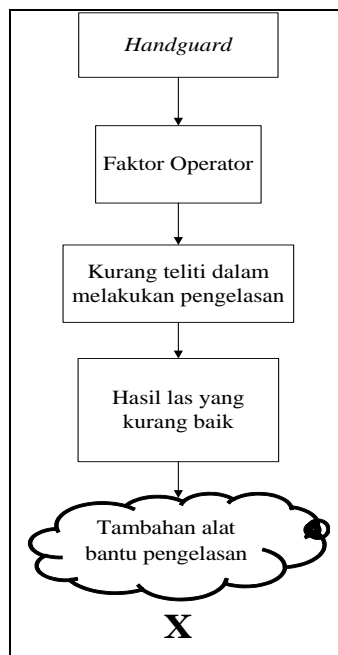 Handguard
Faktor Operator
Kurang teliti dalam
melakukan pengelasan
Hasil las yang
kurang baik
Tambahan alat
bantu pengelasan
X